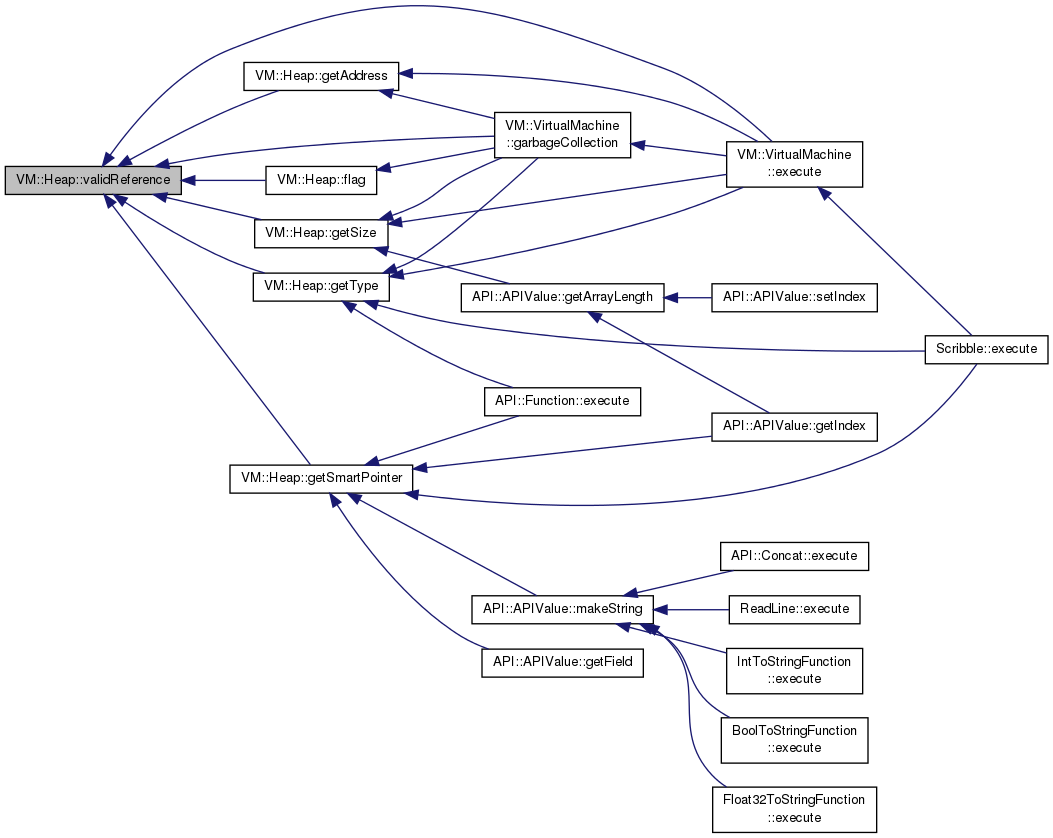 VM::Heap::validReference
VM::Heap::getAddress
VM::VirtualMachine
::garbageCollection
VM::VirtualMachine
::execute
VM::Heap::flag
VM::Heap::getSize
VM::Heap::getType
API::APIValue::getArrayLength
API::APIValue::setIndex
Scribble::execute
API::Function::execute
API::APIValue::getIndex
VM::Heap::getSmartPointer
API::Concat::execute
API::APIValue::makeString
ReadLine::execute
API::APIValue::getField
IntToStringFunction
::execute
BoolToStringFunction
::execute
Float32ToStringFunction
::execute